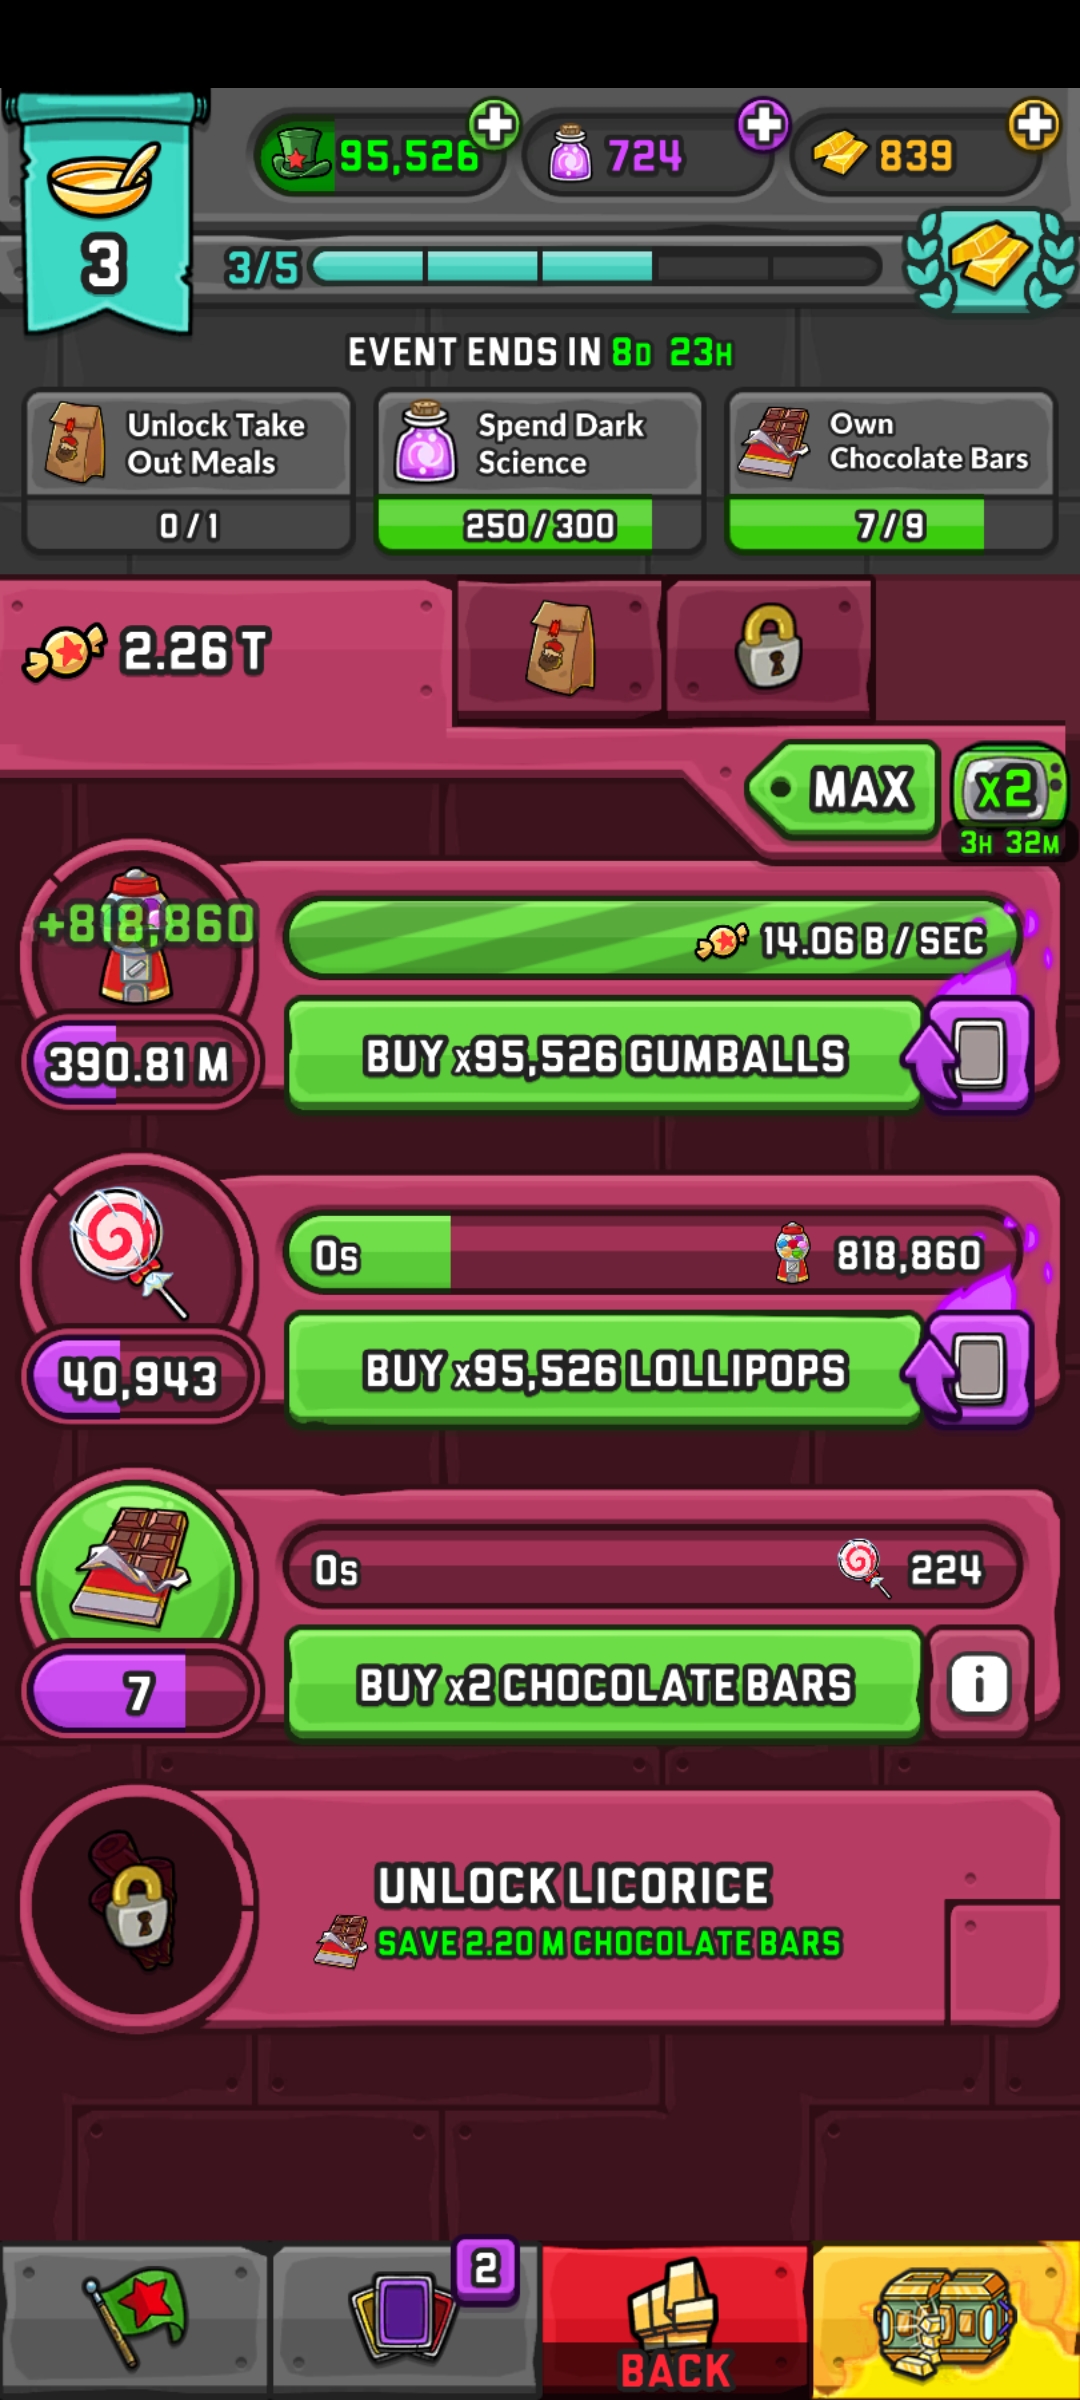 95,526
724
839
3
3/5
EVENT ENDS IN 8D 23H
Unlock Take
Out Meals
0/1
Spend Dark
Science
250/300
Own
Chocolate Bars
7/9
2.26 T
MAX
x2
3H 32M
+818,860
14.06 B / SEC
390.81 M
BUY x95,526 GUMBALLS
0s
818,860
40,943
BUY x95,526 LOLLIPOPS
0s
224
7
BUY x2 CHOCOLATE BARS
i
UNLOCK LICORICE
SAVE 2.20 M CHOCOLATE BARS
2
BACK